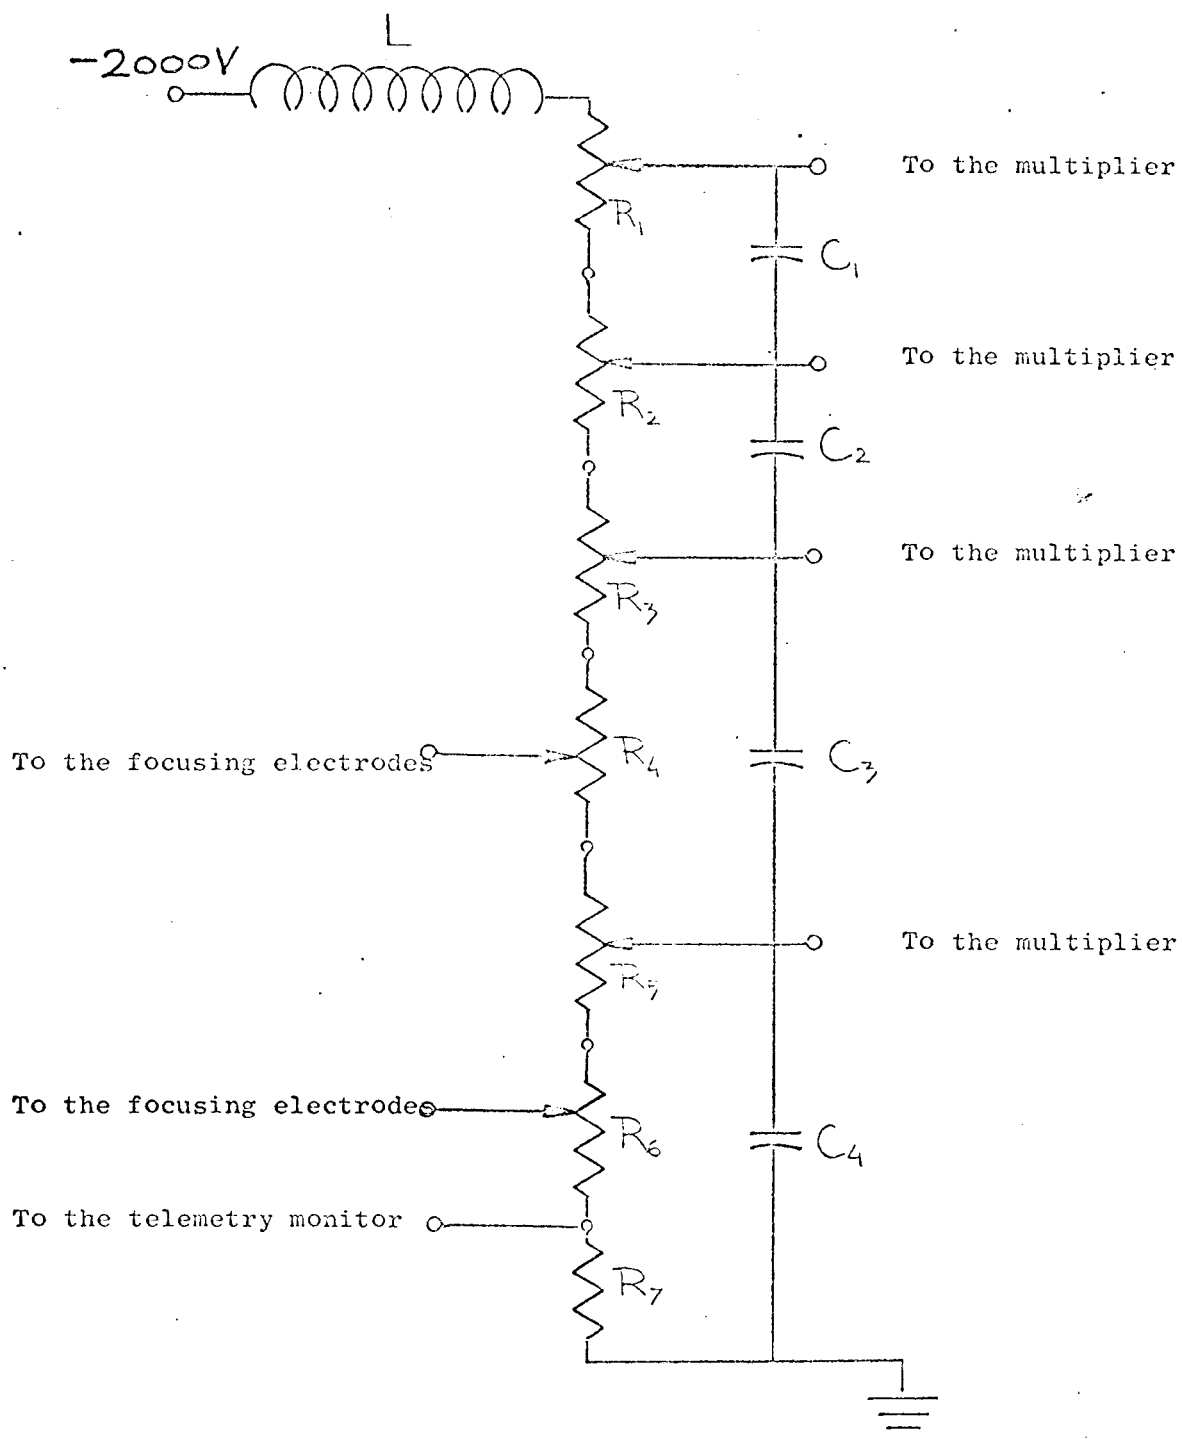 L
-2000V
To the multiplier
R1
C1
To the multiplier
R2
C2
To the multiplier
R3
To the focusing electrodes
R4
C3
To the multiplier
R5
To the focusing electrodes
R6
C4
To the telemetry monitor
R7